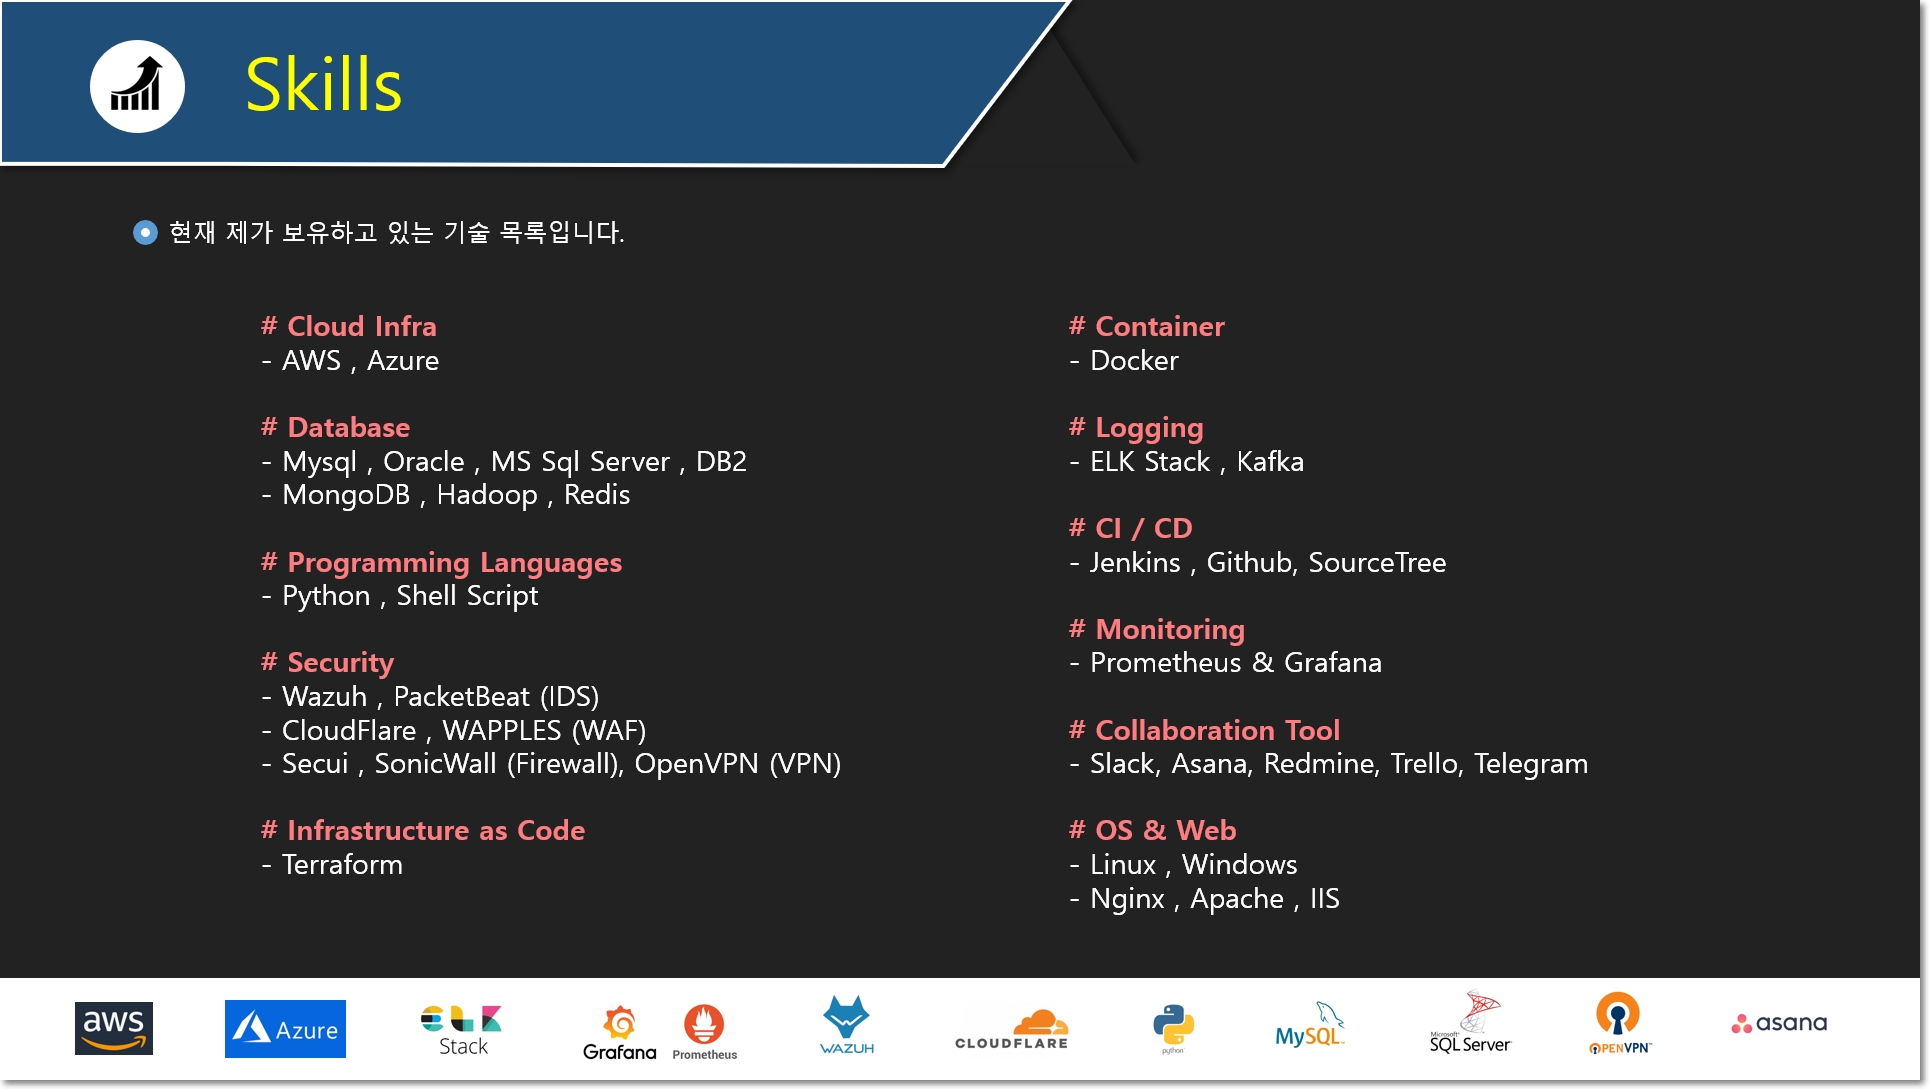 Skills
현재 제가 보유하고 있는 기술 목록입니다.
# Cloud Infra
- AWS , Azure
# Database
- Mysql , Oracle , MS Sql Server , DB2
- MongoDB , Hadoop , Redis
# Programming Languages
- Python , Shell Script
# Security
- Wazuh , PacketBeat (IDS)
- CloudFlare , WAPPLES (WAF)
- Secui , SonicWall (Firewall), OpenVPN (VPN)
# Infrastructure as Code
- Terraform
# Container
- Docker
# Logging
- ELK Stack , Kafka
# CI / CD
- Jenkins , Github, SourceTree
# Monitoring
- Prometheus & Grafana
# Collaboration Tool
- Slack, Asana, Redmine, Trello, Telegram
# OS & Web
- Linux , Windows
- Nginx , Apache , IIS
aws
Azure
ELK
Stack
Grafana
Prometheus
WAZUH
CLOUDFLARE
python
MySQL
Microsoft
SQL Server
OPENVPN
asana